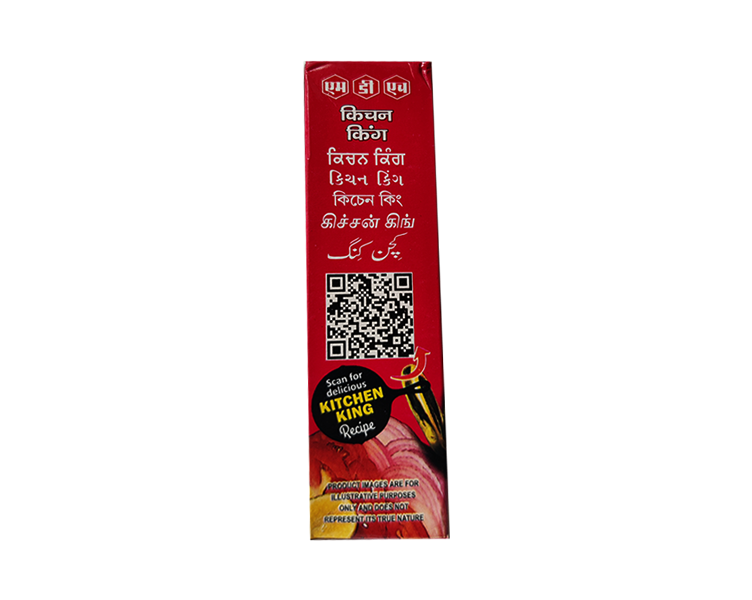 एम डी एच
किचन
किंग
ਕਿਚਨ ਕਿੰਗ
કિચન કિંગ
কিচেন কিং
கிச்சன் கிங்
کچن کِنگ
Scan for
delicious
KITCHEN
KING
Recipe
PRODUCT IMAGES ARE FOR
ILLUSTRATIVE PURPOSES
ONLY AND DOES NOT
REPRESENT ITS TRUE NATURE